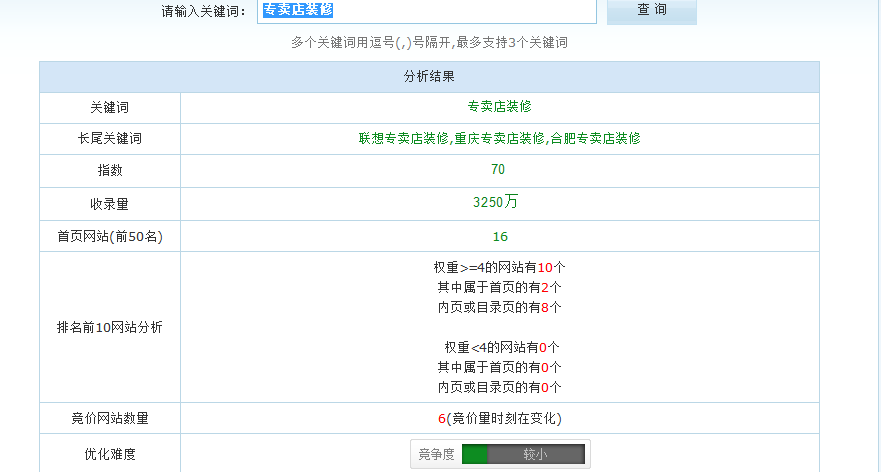 请输入关键词： 专卖店装修 查 询
多个关键词用逗号(,)号隔开,最多支持3个关键词
分析结果
关键词 专卖店装修
长尾关键词 联想专卖店装修,重庆专卖店装修,合肥专卖店装修
指数 70
收录量 3250万
首页网站(前50名) 16
排名前10网站分析
权重>=4的网站有10个
其中属于首页的有2个
内页或目录页的有8个
权重<4的网站有0个
其中属于首页的有0个
内页或目录页的有0个
竟价网站数量 6(竟价量时刻在变化)
优化难度 竞争度 较小